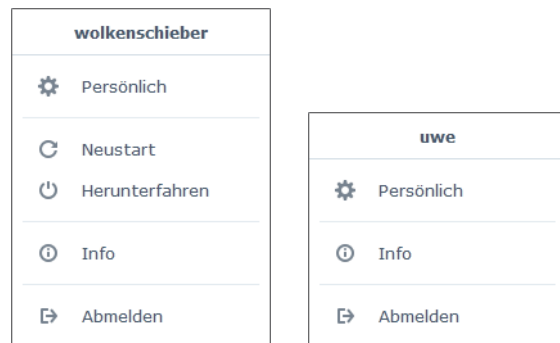 wolkenschieber
Persönlich
Neustart
Herunterfahren
Info
Abmelden
uwe
Persönlich
Info
Abmelden